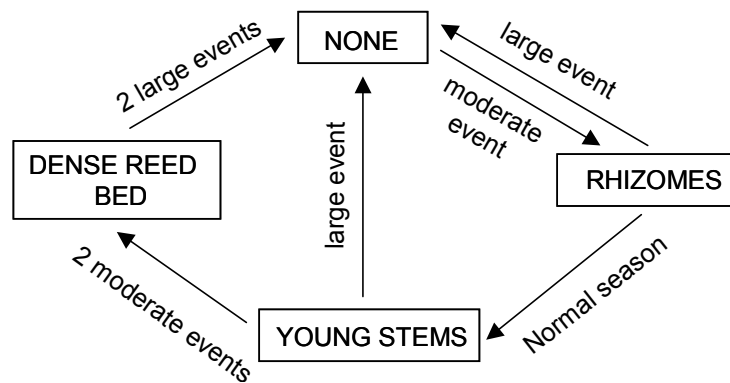 NONE
2 large events
large event
moderate
event
DENSE REED
BED
RHIZOMES
large event
2 moderate events
Normal season
YOUNG STEMS